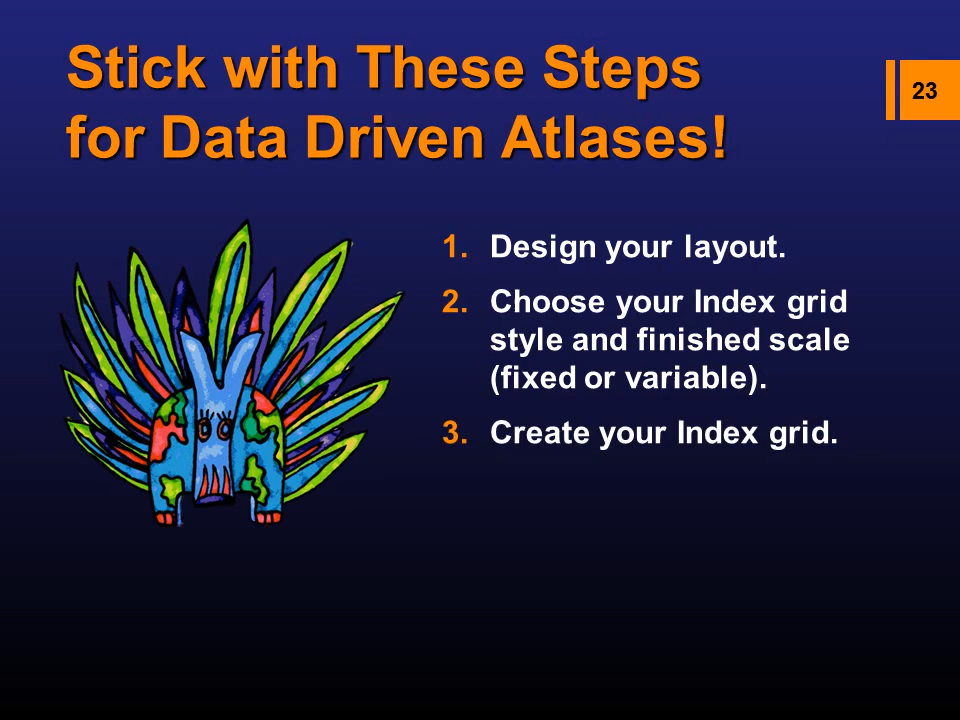 Stick with These Steps
for Data Driven Atlases!
23
1. Design your layout.
2. Choose your Index grid
style and finished scale
(fixed or variable).
3. Create your Index grid.